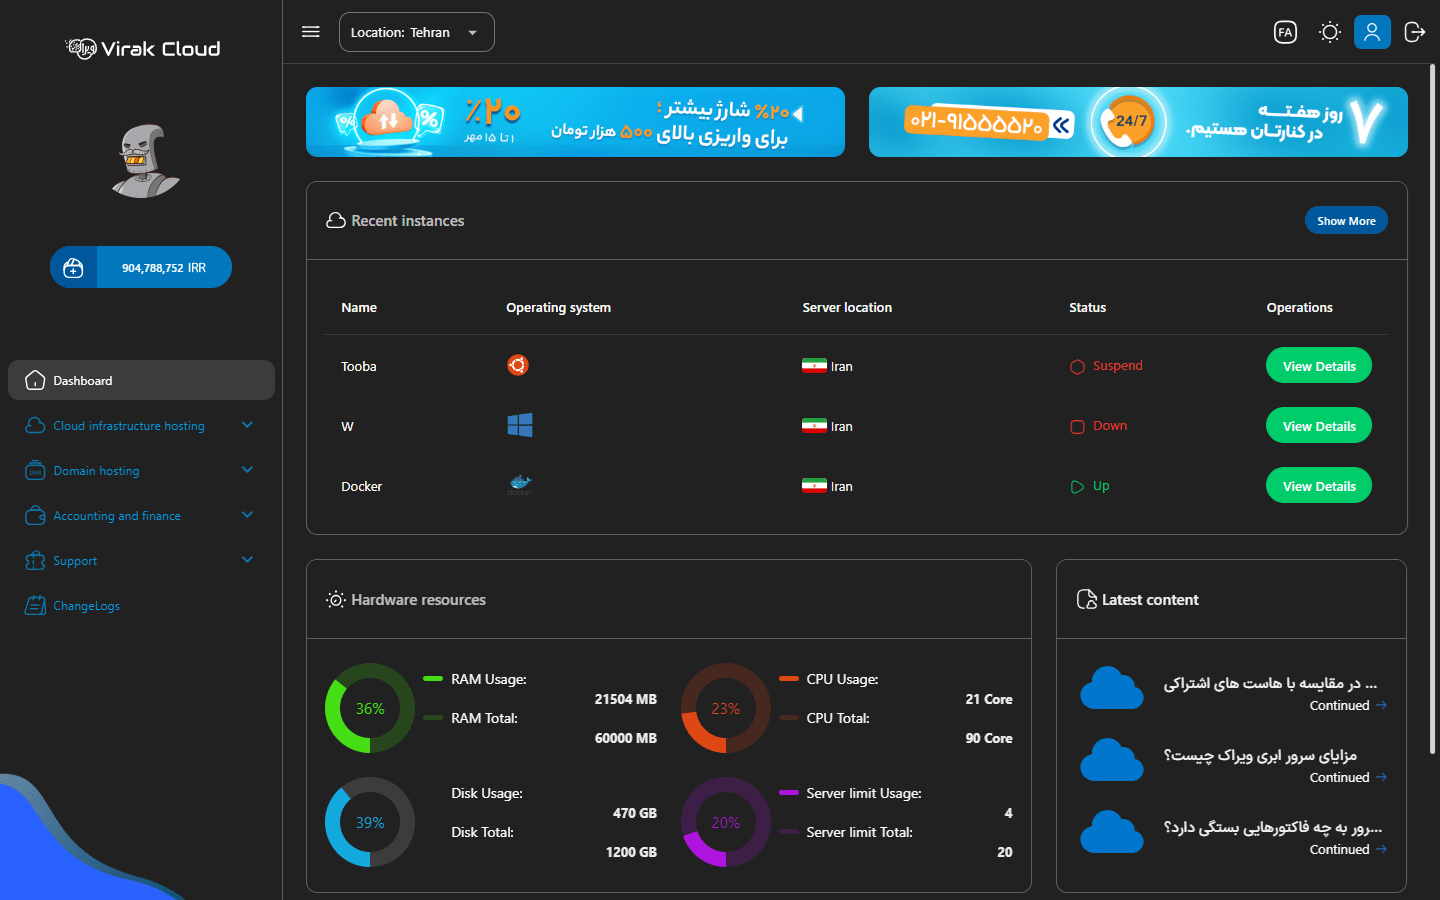 ویراک Virak Cloud
Location: Tehran
FA
٪۲۰
۱ تا ۱۵ مهر
۲۰٪ شارژ بیشتر !
برای واریزی بالای ۵۰۰ هزار تومان
۰۲۱-۹۱۵۵۵۵۲۰
24/7
۷ روز هفتــه
در کنارتان هستیم.
904,788,752 IRR
Dashboard
Cloud infrastructure hosting
DNS
Domain hosting
Accounting and finance
Support
ChangeLogs
Recent instances
Show More
Name Operating system Server location Status Operations
Tooba Iran Suspend View Details
W Iran Down View Details
Docker docker Iran Up View Details
Hardware resources
36%
RAM Usage:
21504 MB
RAM Total:
60000 MB
23%
CPU Usage:
21 Core
CPU Total:
90 Core
39%
Disk Usage:
470 GB
Disk Total:
1200 GB
20%
Server limit Usage:
4
Server limit Total:
20
Latest content
در مقایسه با هاست های اشتراکی ...
Continued
مزایای سرور ابری ویراک چیست؟
Continued
...رور به چه فاکتورهایی بستگی دارد؟
Continued